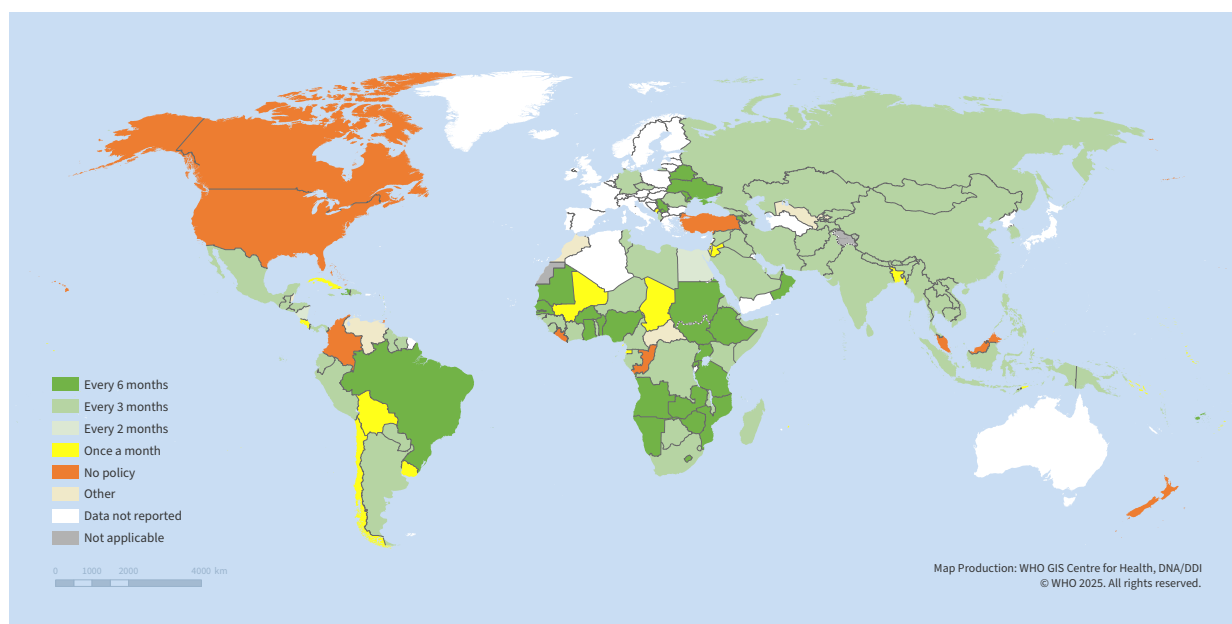 Every 6 months
Every 3 months
Every 2 months
Once a month
No policy
Other
Data not reported
Not applicable
0 1000 2000 4000 km
Map Production: WHO GIS Centre for Health, DNA/DDI
© WHO 2025. All rights reserved.